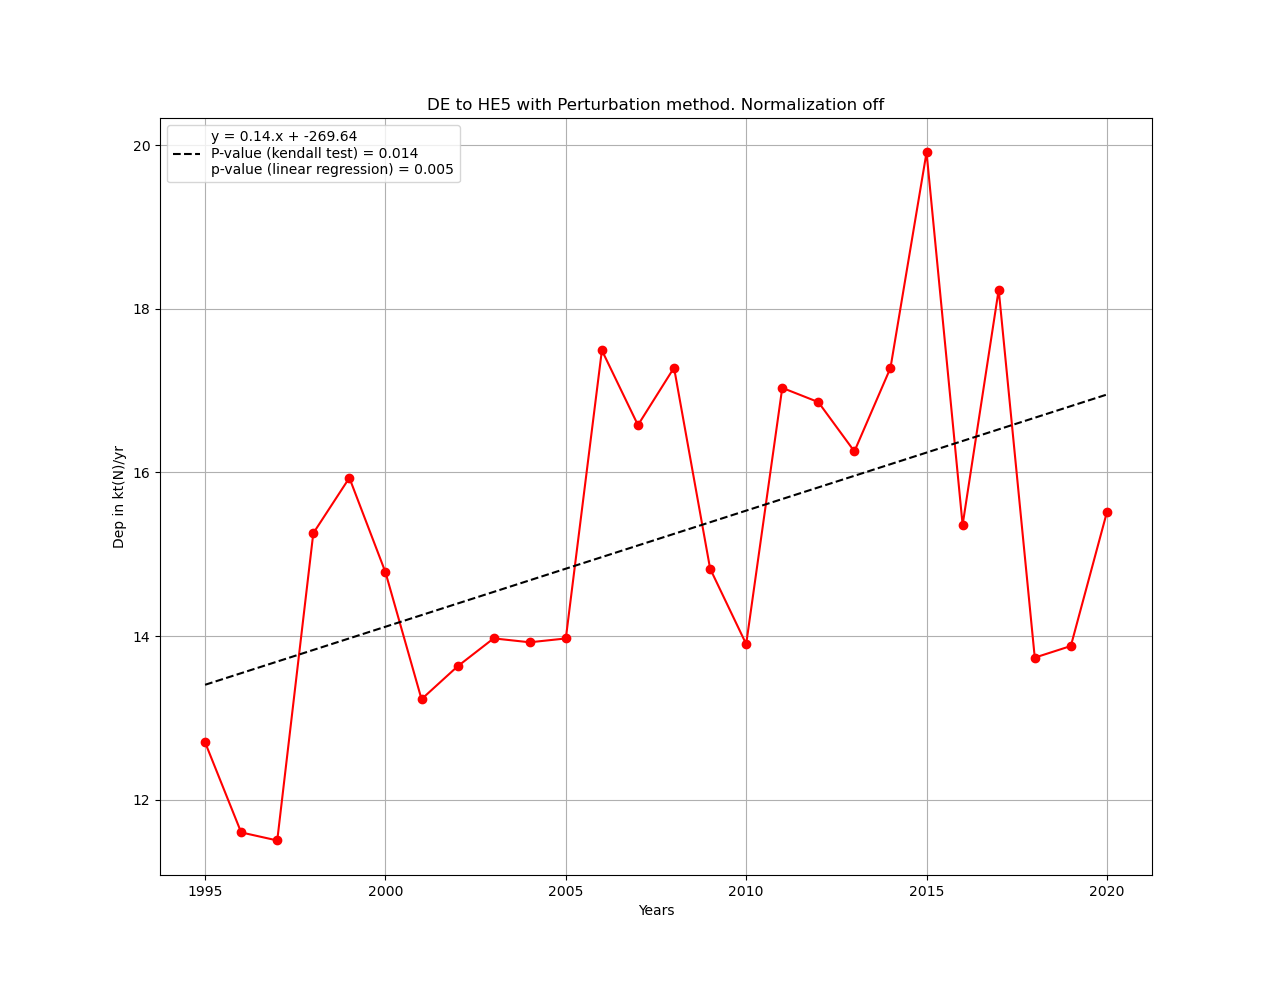 DE to HE5 with Perturbation method. Normalization off
y = 0.14.x + -269.64
P-value (kendall test) = 0.014
p-value (linear regression) = 0.005
Dep in kt(N)/yr
20
18
16
14
12
1995 2000 2005 2010 2015 2020
Years